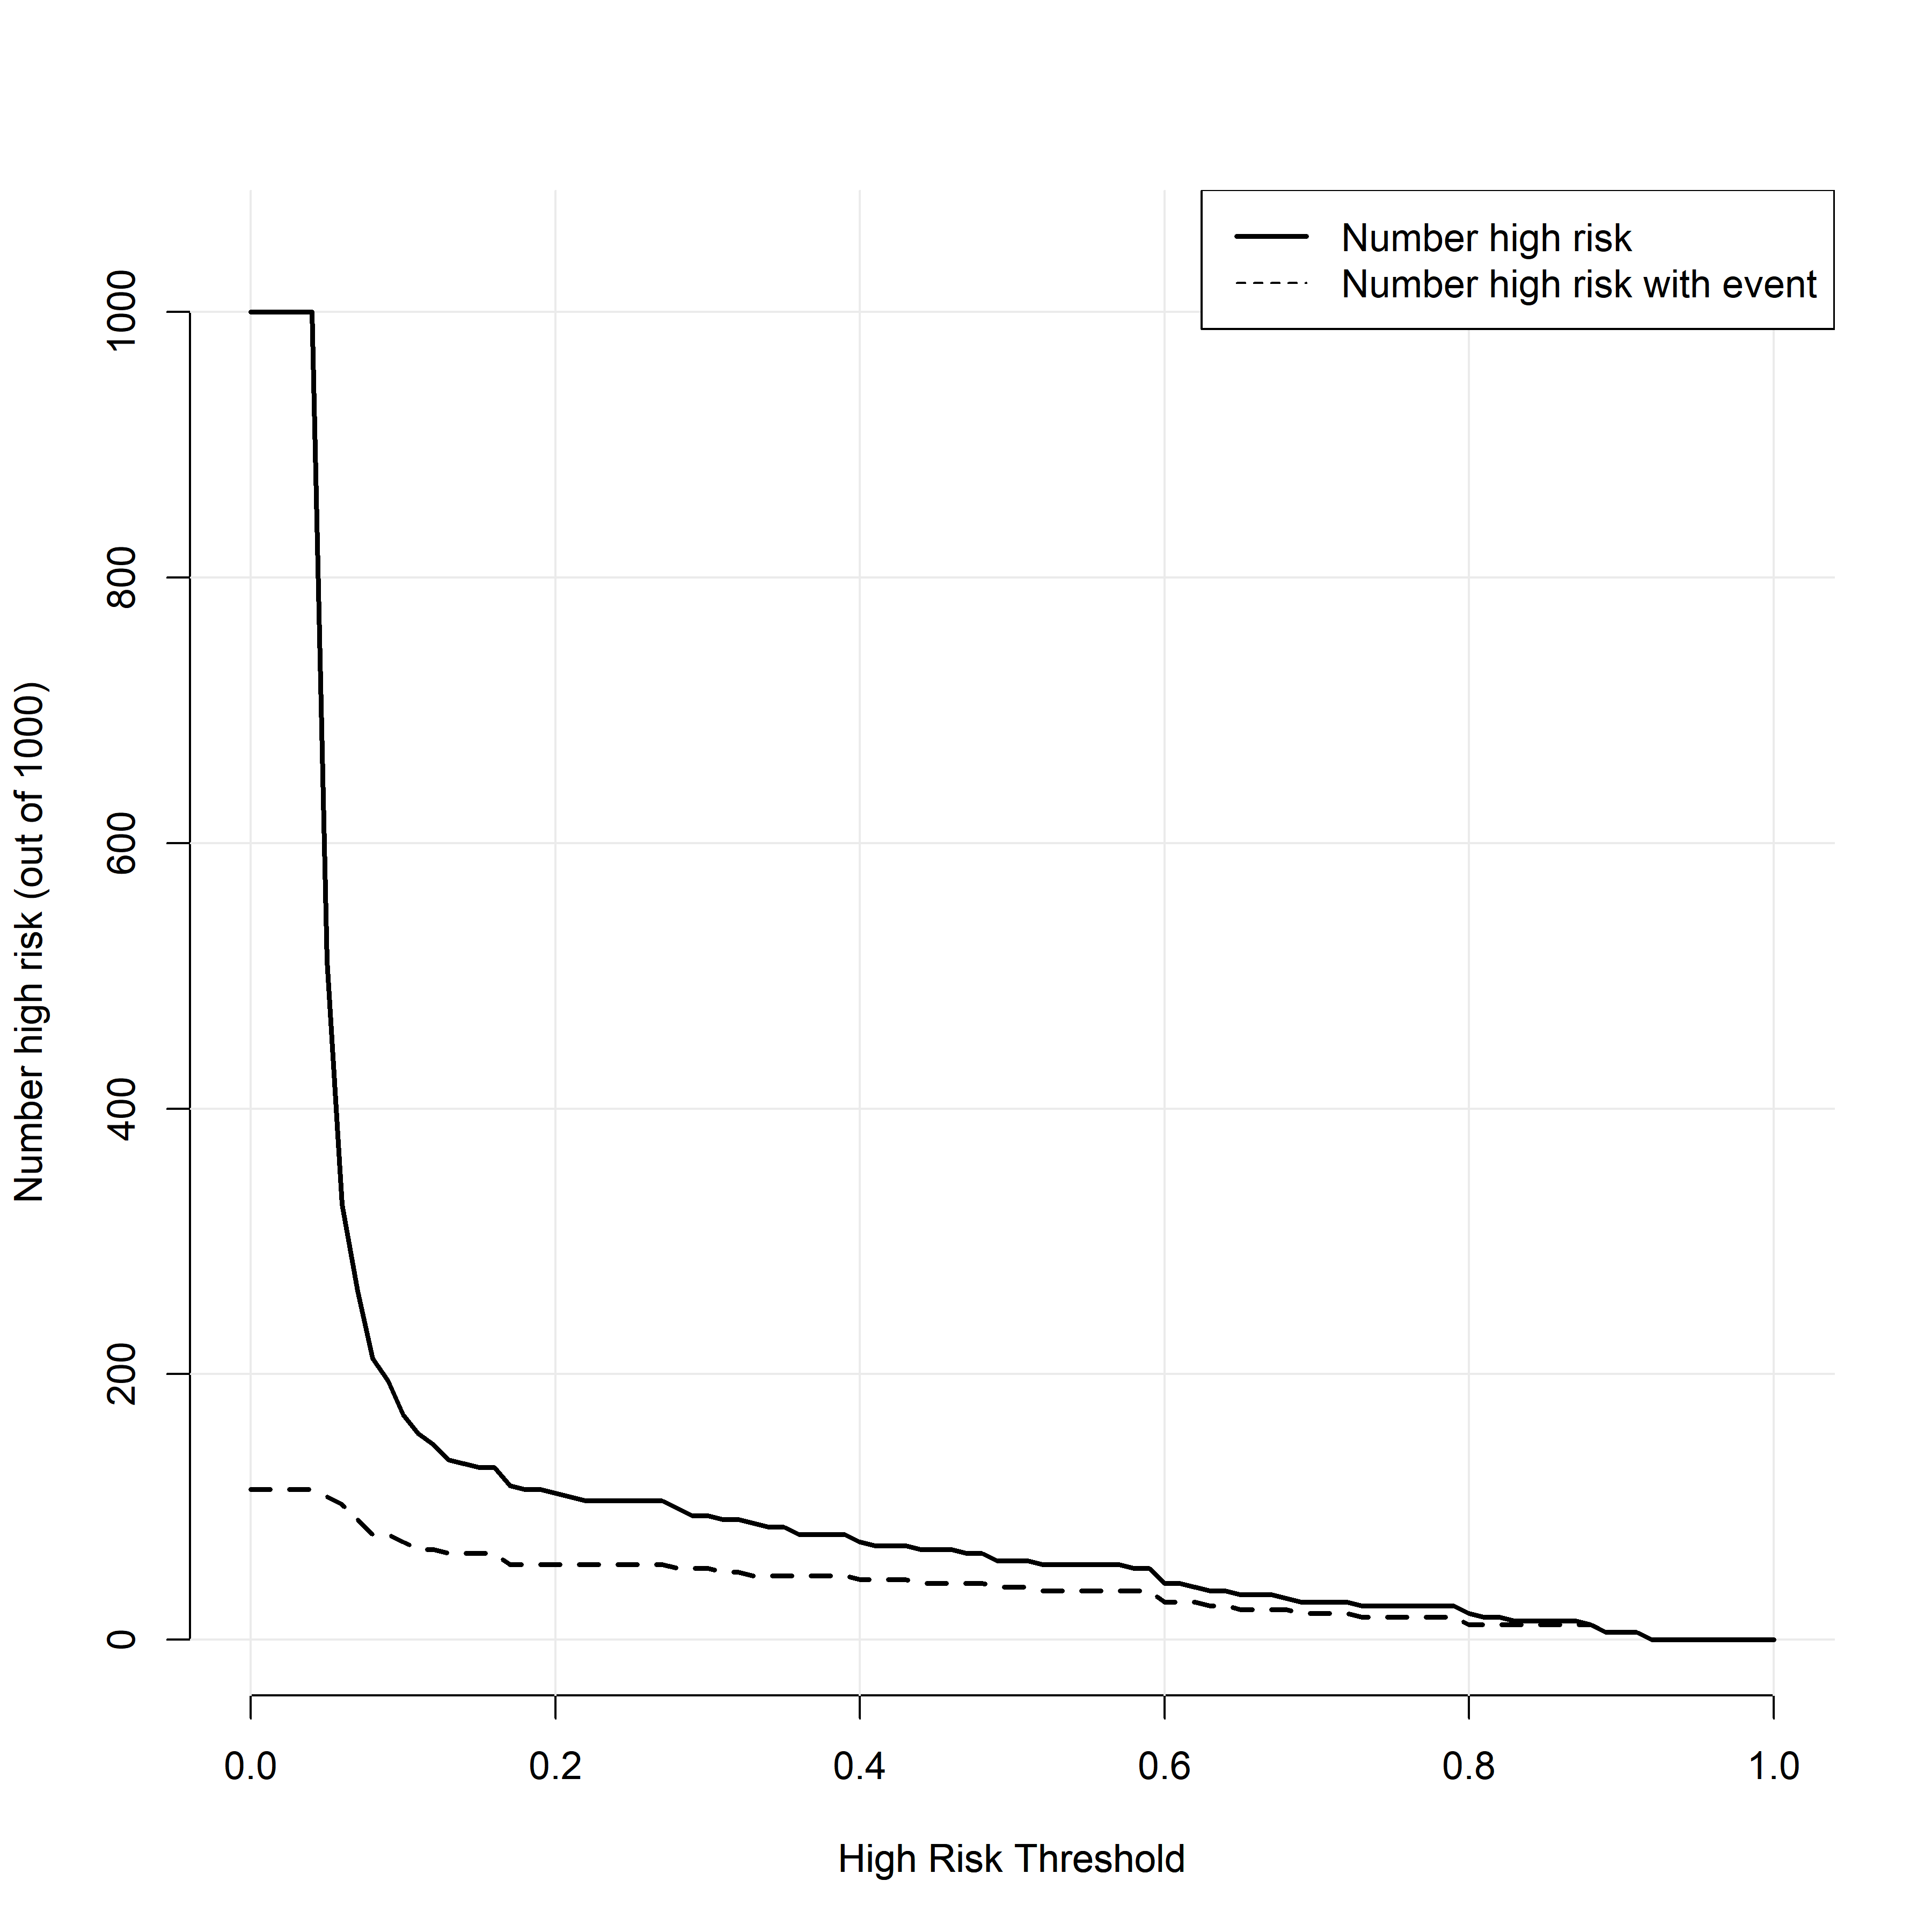 Number high risk
Number high risk with event
Number high risk (out of 1000)
1000
800
600
400
200
0
0.0 0.2 0.4 0.6 0.8 1.0
High Risk Threshold